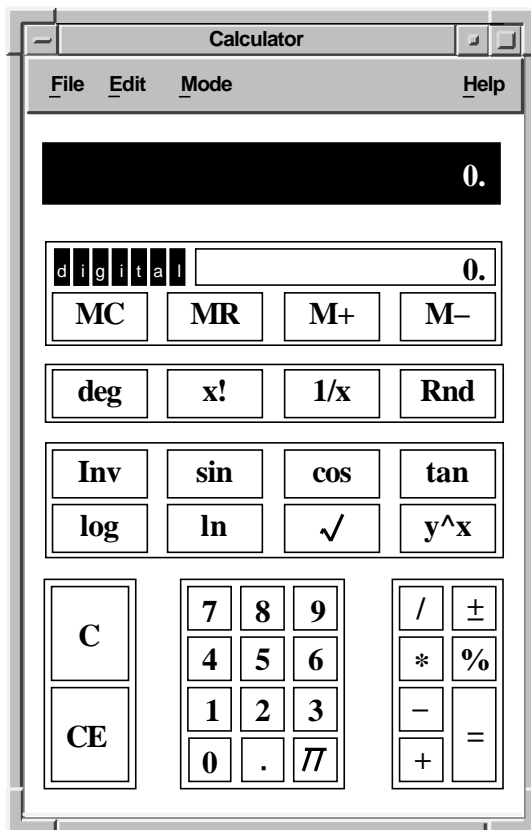 Calculator
File Edit Mode Help
0.
digital 0.
MC MR M+ M−
deg x! 1/x Rnd
Inv sin cos tan
log ln √ y^x
7 8 9 / ±
C
4 5 6 * %
1 2 3 −
CE =
0 . π +